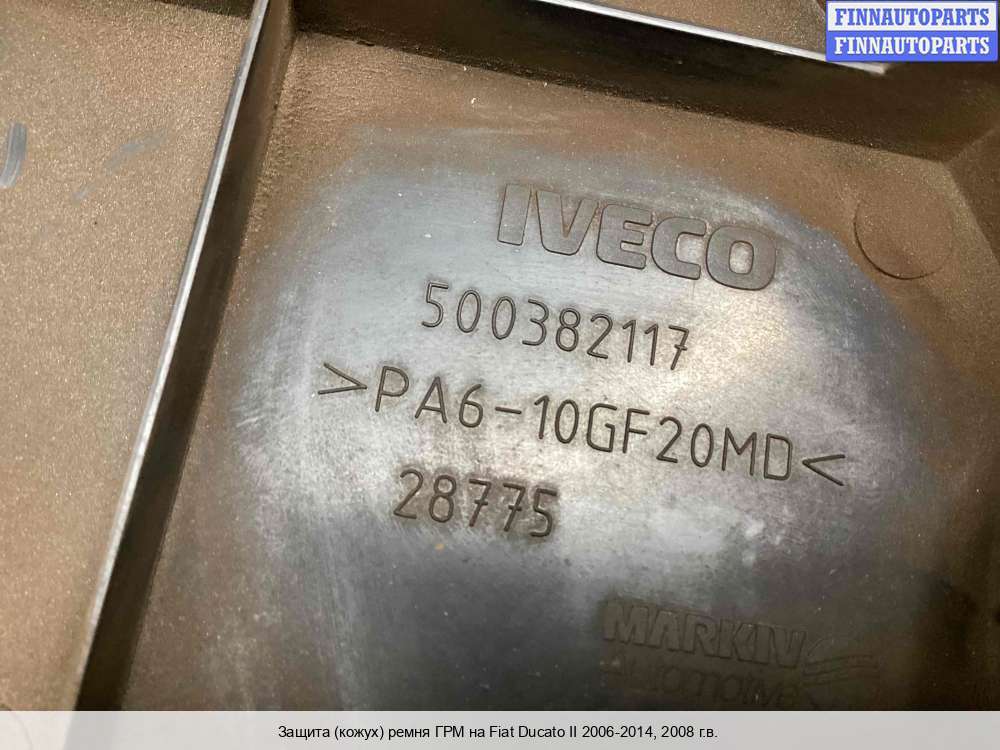 FINNAUTOPARTS
FINNAUTOPARTS
IVECO
500382117
>PA6-10GF20MD<
28775
MARKIV
Automotive
Защита (кожух) ремня ГРМ на Fiat Ducato II 2006-2014, 2008 г.в.